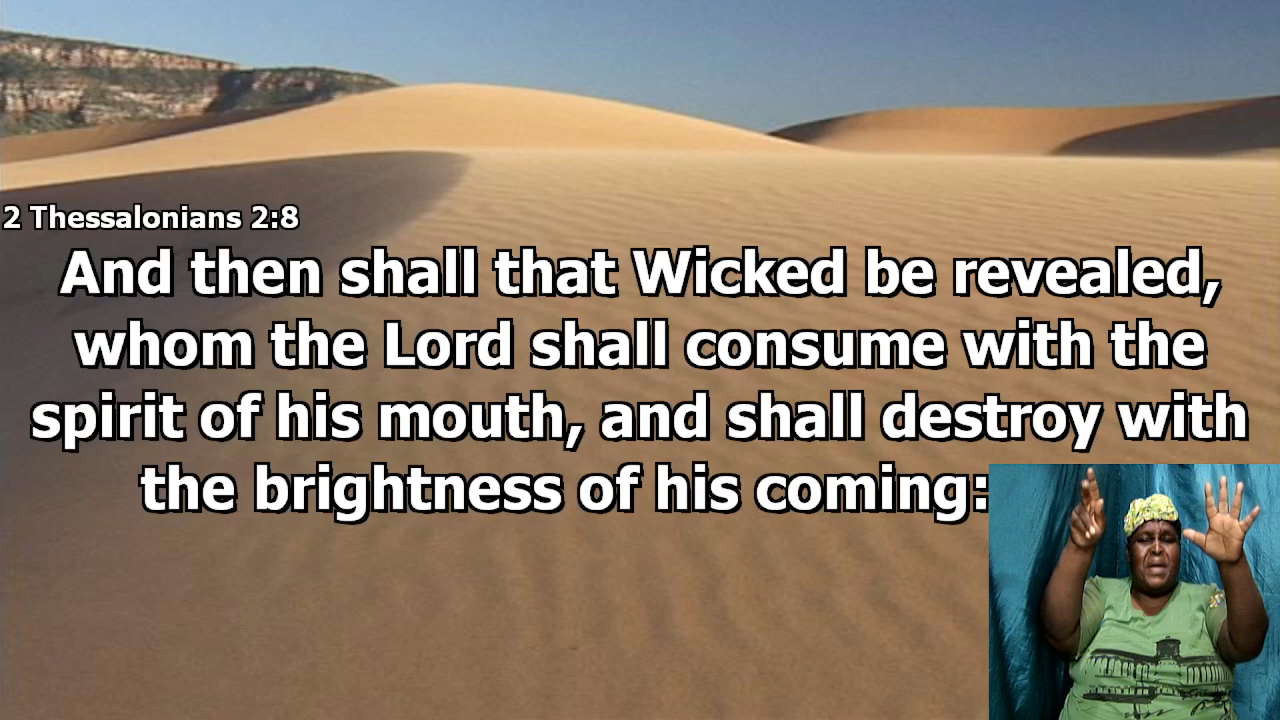 2 Thessalonians 2:8
And then shall that Wicked be revealed,
whom the Lord shall consume with the
spirit of his mouth, and shall destroy with
the brightness of his coming: